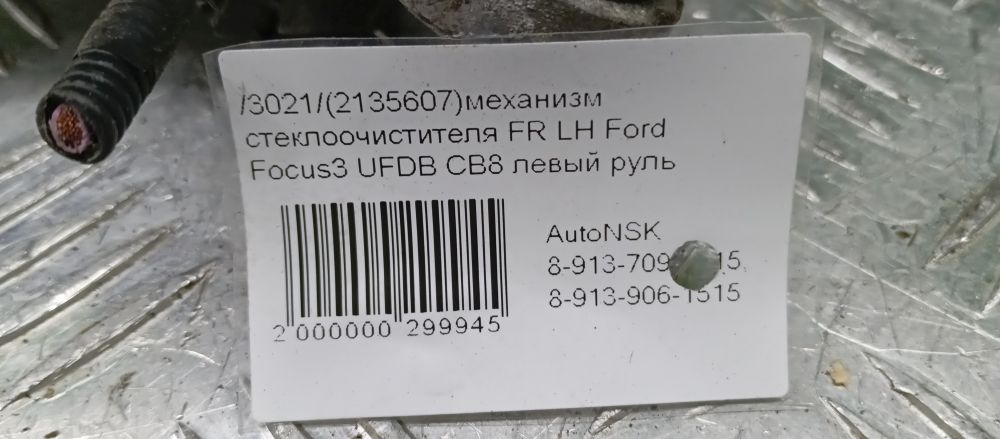 /3021/(2135607)механизм
стеклоочистителя FR LH Ford
Focus3 UFDB CB8 левый руль
AutoNSK
8-913-906-1515
2 000000 299945